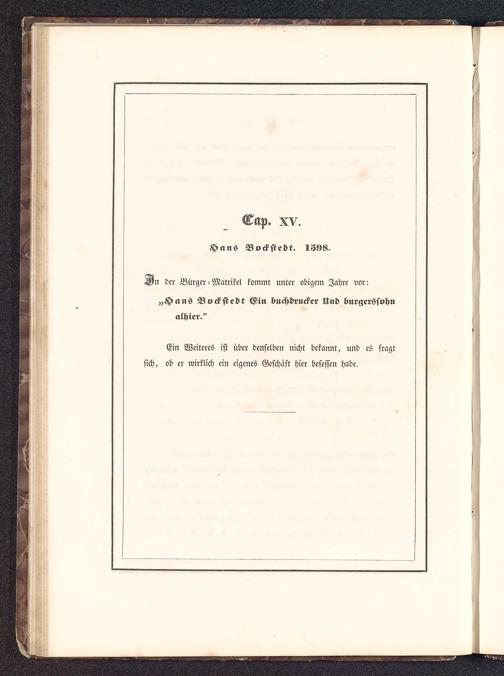 Cap. XV.
Hans Bockstedt. 1598.
In der Bürger-Matrikel kommt unter obigem Jahre vor:
„Hans Bockstedt Ein buchdrucker Und burgerssohn
alhier.“
Ein Weiteres ist über denselben nicht bekannt, und es fragt
sich, ob er wirklich ein eigenes Geschäft hier besessen habe.